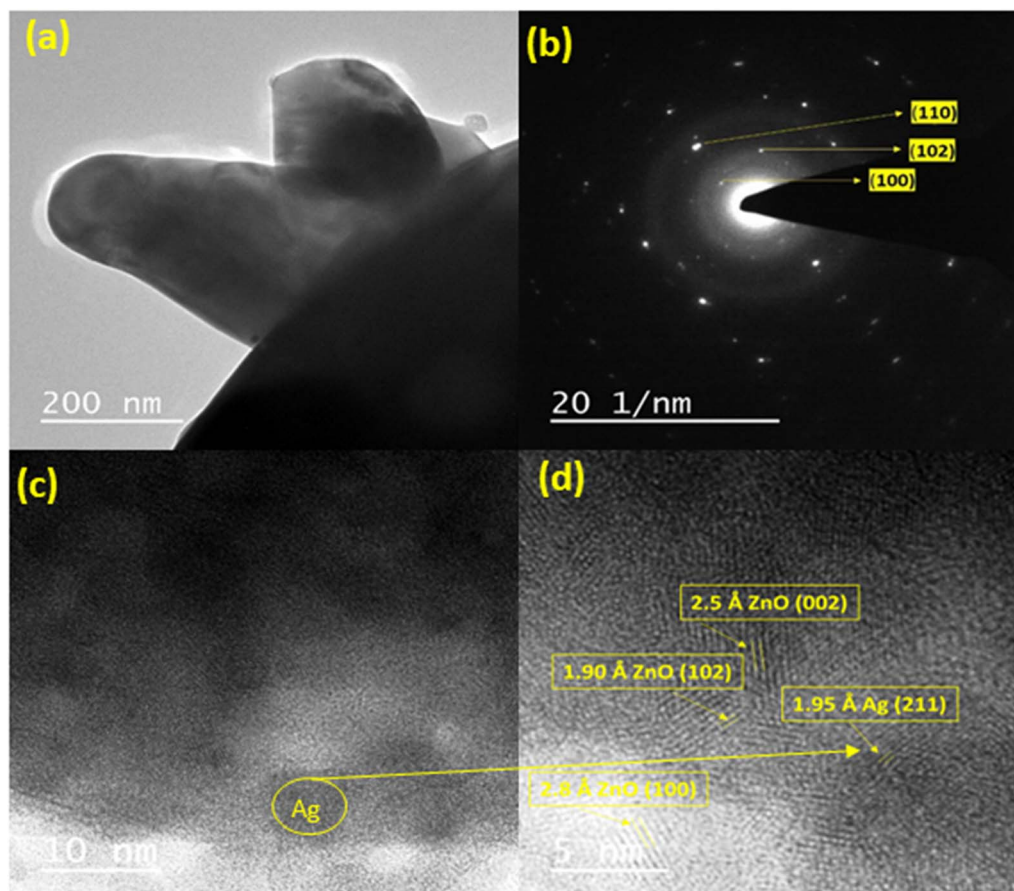 (a)
200 nm
(b)
(110)
(102)
(100)
20 1/nm
(c)
Ag
10 nm
(d)
2.5 Å ZnO (002)
1.90 Å ZnO (102)
1.95 Å Ag (211)
2.8 Å ZnO (100)
5 nm